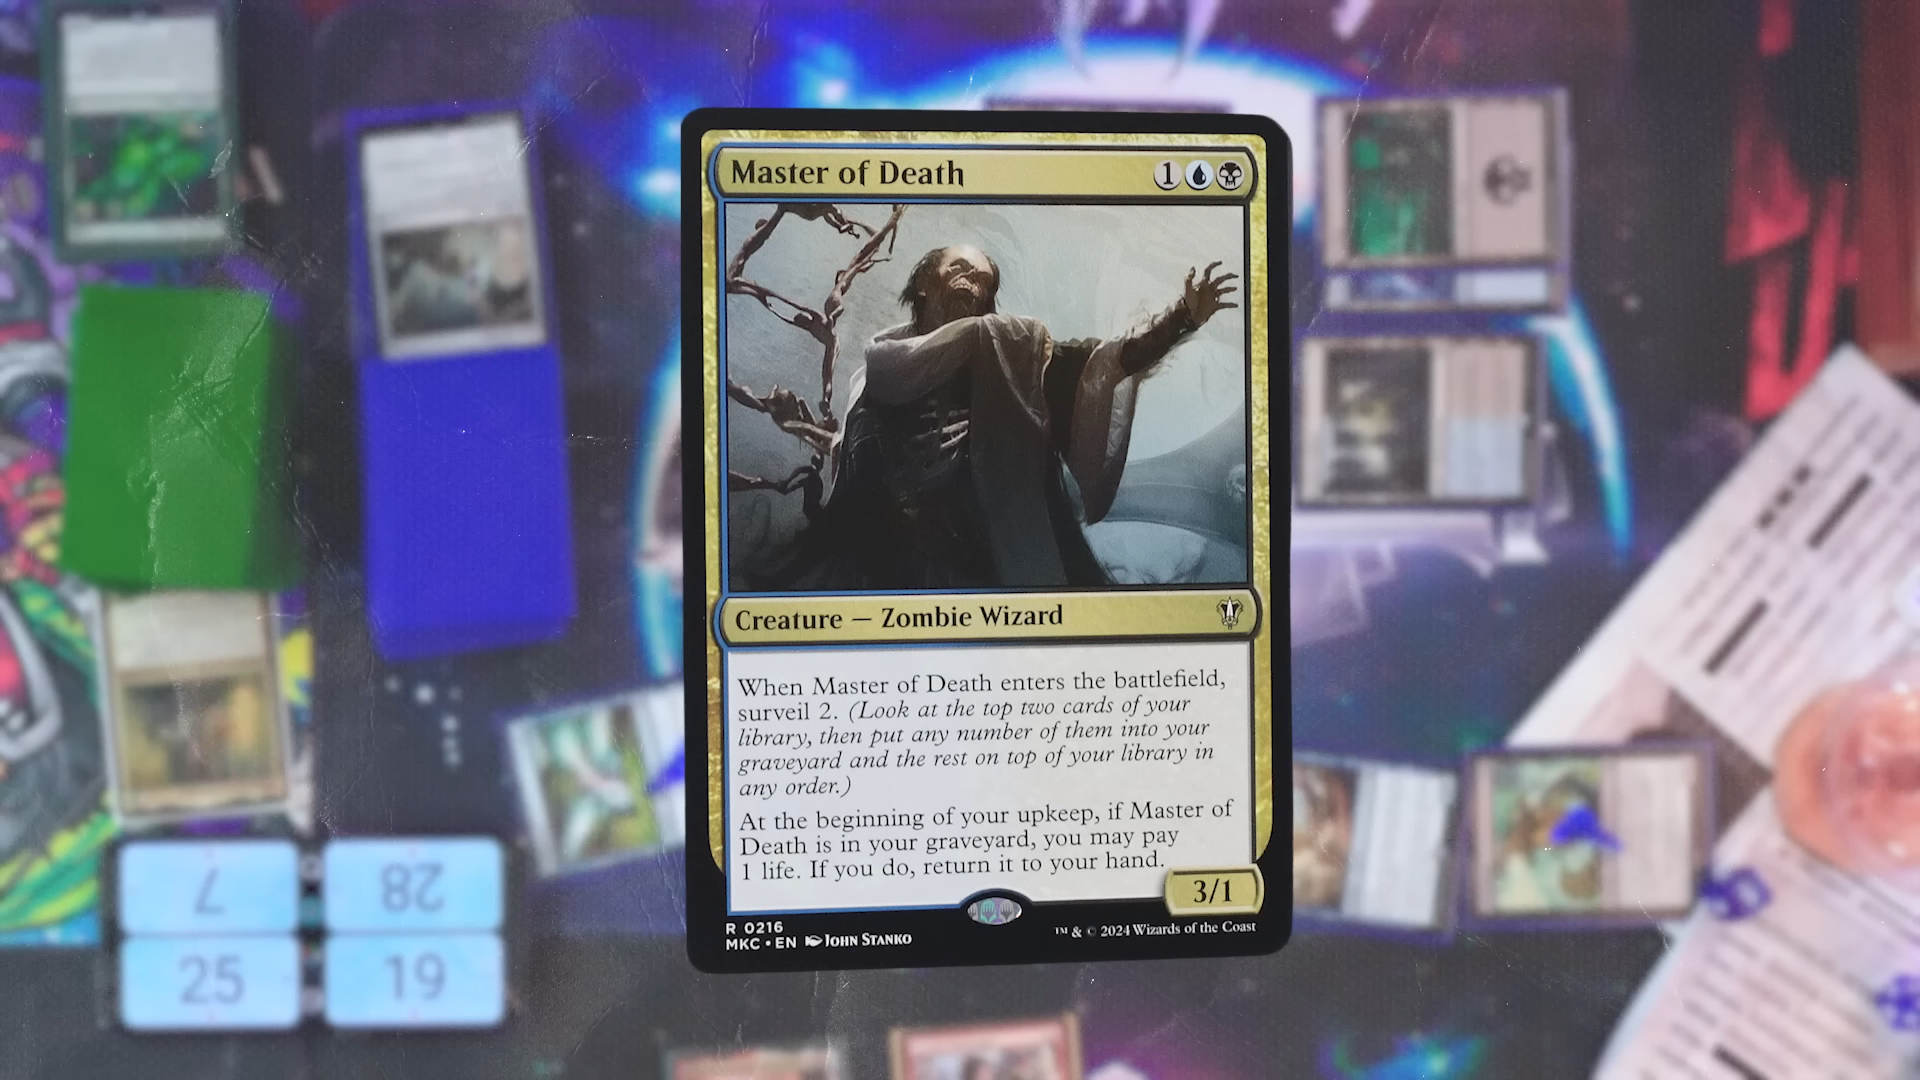 Master of Death
1
Creature — Zombie Wizard
When Master of Death enters the battlefield,
surveil 2. (Look at the top two cards of your
library, then put any number of them into your
graveyard and the rest on top of your library in
any order.)
At the beginning of your upkeep, if Master of
Death is in your graveyard, you may pay
1 life. If you do, return it to your hand.
3/1
R 0216
MKC • EN John Stanko
™ & © 2024 Wizards of the Coast
7 28
25 19